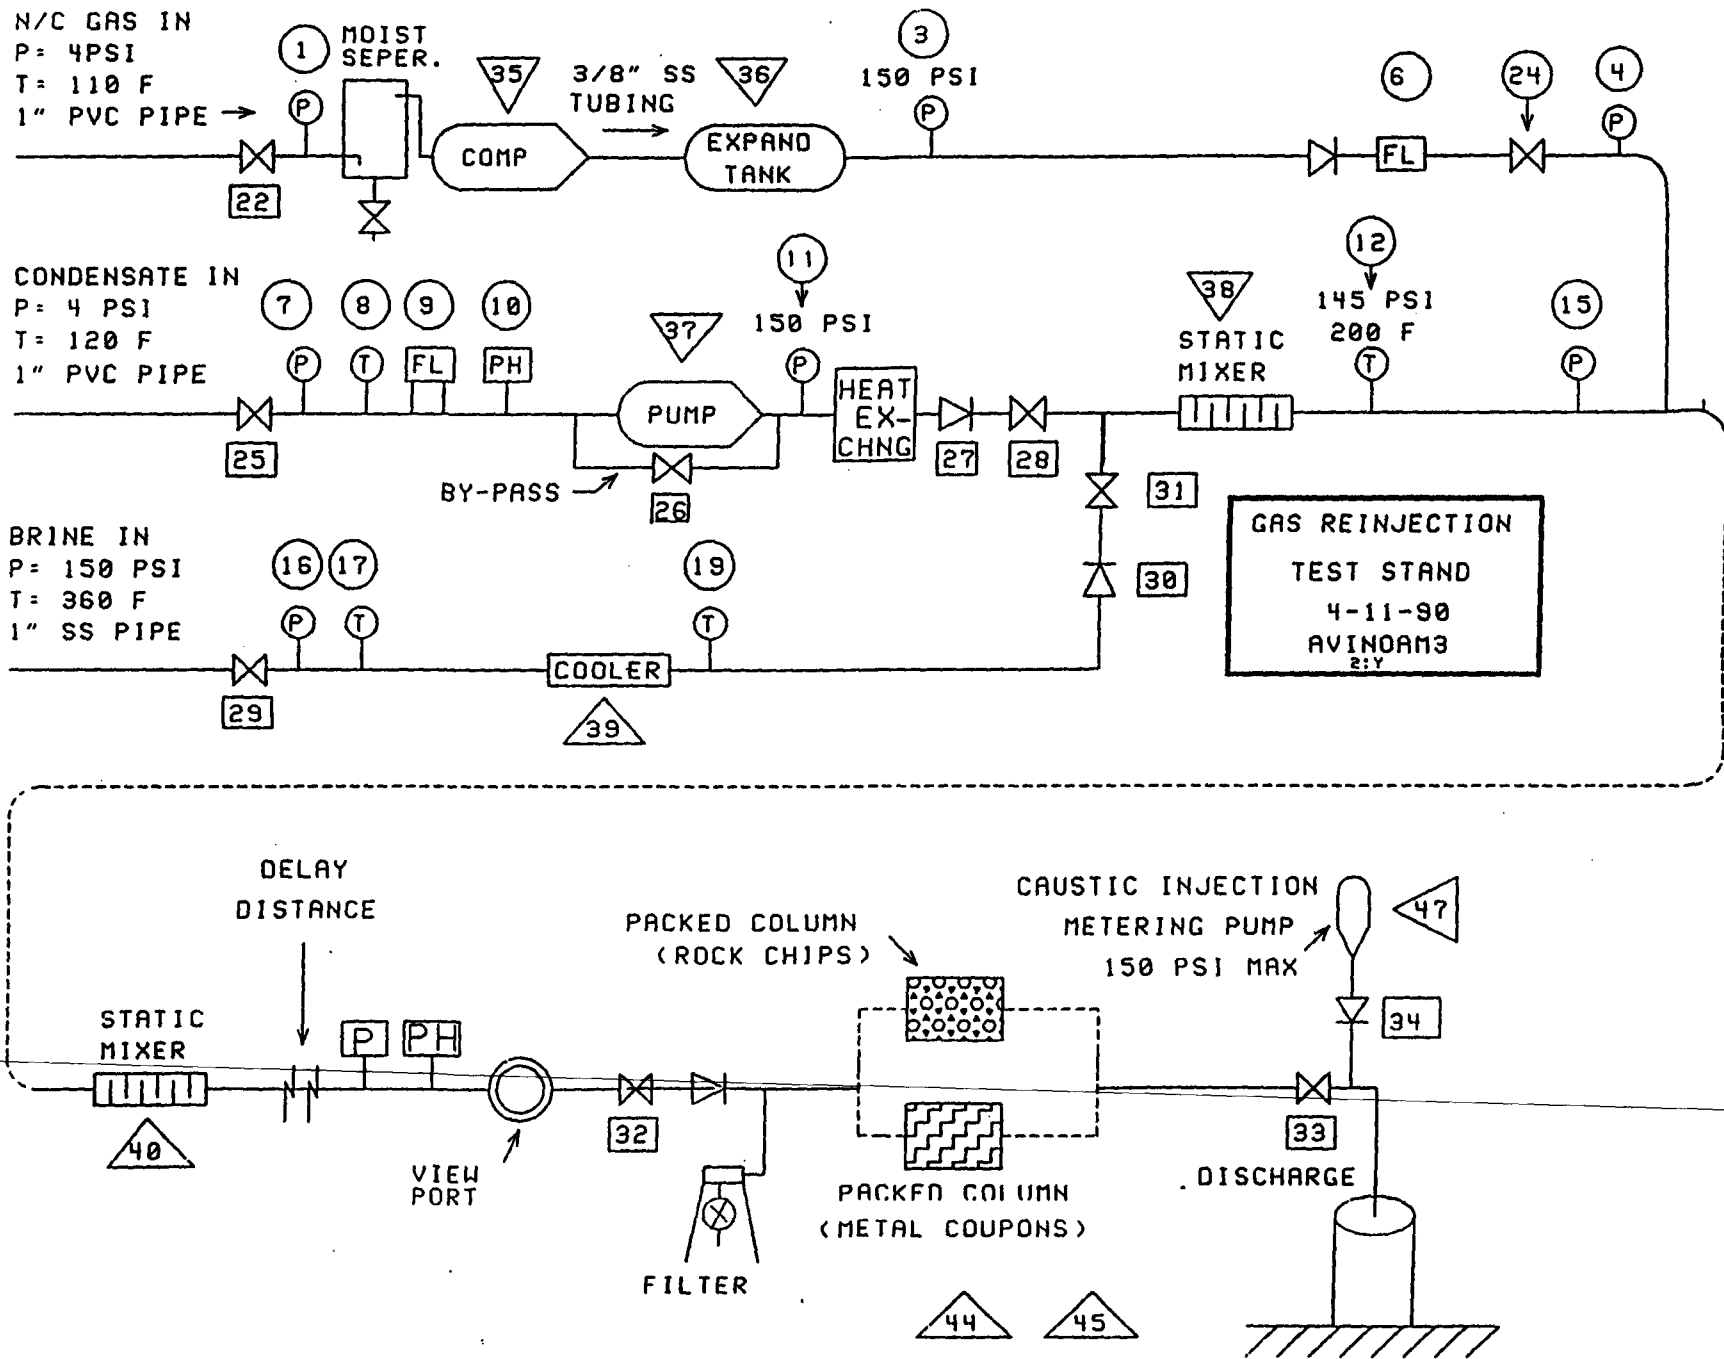 N/C GAS IN
P= 4PSI
T= 110 F
1" PVC PIPE
1
MOIST
SEPER.
P
22
35
COMP
3/8" SS
TUBING
36
EXPAND
TANK
3
150 PSI
P
6
FL
24
4
P
CONDENSATE IN
P= 4 PSI
T= 120 F
1" PVC PIPE
7
8
9
10
P
T
FL
PH
25
37
PUMP
BY-PASS
26
11
150 PSI
P
HEAT
EX-
CHNG
27
28
38
STATIC
MIXER
12
145 PSI
200 F
T
15
P
31
30
BRINE IN
P= 150 PSI
T= 360 F
1" SS PIPE
16
17
P
T
29
COOLER
39
19
T
GAS REINJECTION
TEST STAND
4-11-90
AVINOAM3
2:Y
DELAY
DISTANCE
STATIC
MIXER
40
P
PH
VIEW
PORT
32
FILTER
PACKED COLUMN
(ROCK CHIPS)
PACKED COLUMN
(METAL COUPONS)
44
45
CAUSTIC INJECTION
METERING PUMP
150 PSI MAX
47
34
33
DISCHARGE